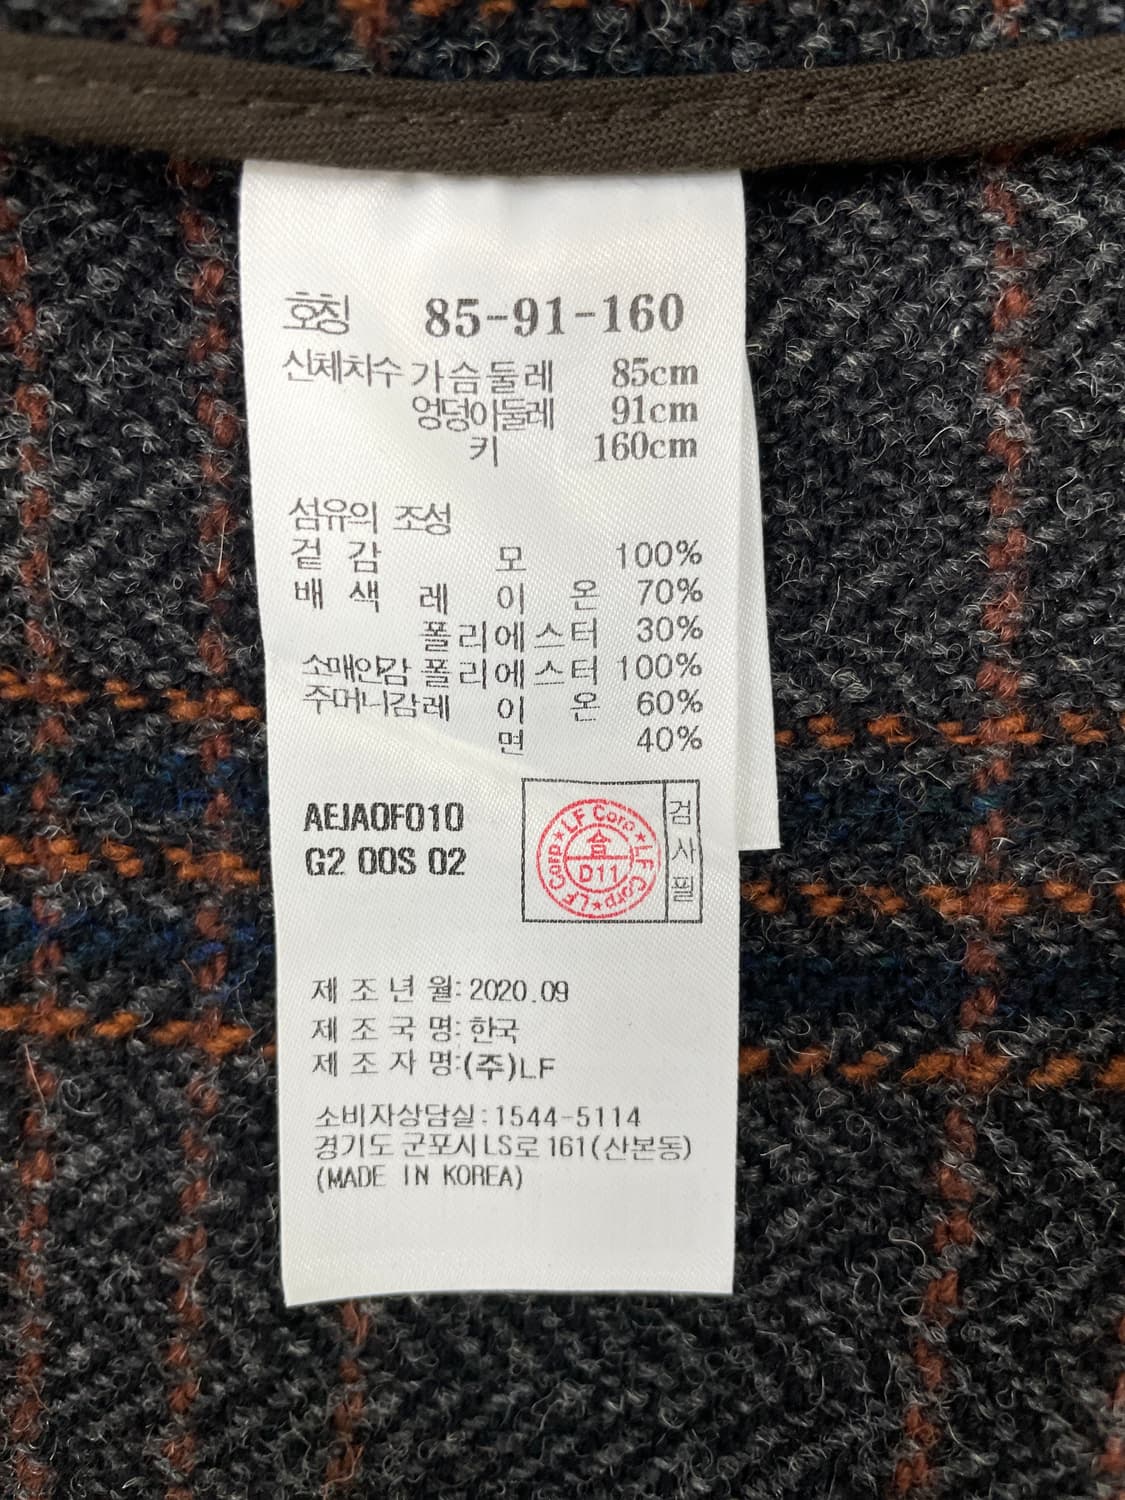 호칭 85-91-160
신체치수 가슴둘레 85cm
엉덩이둘레 91cm
키 160cm
섬유의 조성
겉감 모 100%
배색 레이온 70%
폴리에스터 30%
소매안감 폴리에스터 100%
주머니감 레이온 60%
면 40%
AEJA0F010
G2 00S 02
LF Corp★LF Corp★LF Corp★
合
D11
검사필
제조년월: 2020.09
제조국명: 한국
제조자명:(주)LF
소비자상담실:1544-5114
경기도 군포시 LS로 161(산본동)
(MADE IN KOREA)